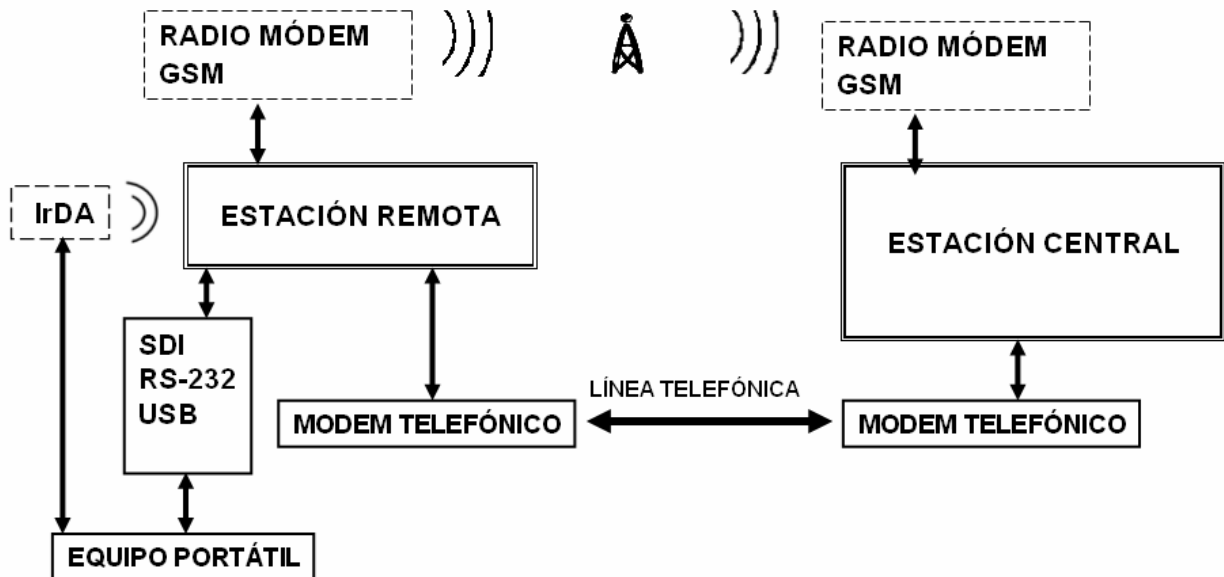 RADIO MÓDEM
GSM
RADIO MÓDEM
GSM
IrDA
ESTACIÓN REMOTA
ESTACIÓN CENTRAL
SDI
RS-232
USB
LÍNEA TELEFÓNICA
MODEM TELEFÓNICO
MODEM TELEFÓNICO
EQUIPO PORTÁTIL